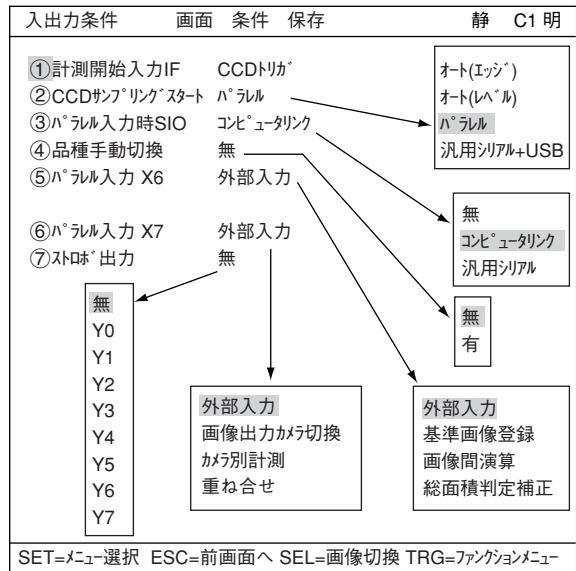 入出力条件 画面 条件 保存 静 C1 明
①計測開始入力IF CCDﾄﾘｶﾞ
②CCDｻﾝﾌﾟﾘﾝｸﾞｽﾀｰﾄ ﾊﾟﾗﾚﾙ
③ﾊﾟﾗﾚﾙ入力時SIO ｺﾝﾋﾟｭｰﾀﾘﾝｸ
④品種手動切換 無
⑤ﾊﾟﾗﾚﾙ入力 X6 外部入力
⑥ﾊﾟﾗﾚﾙ入力 X7 外部入力
⑦ｽﾄﾛﾎﾞ出力 無
ｵｰﾄ(ｴｯｼﾞ)
ｵｰﾄ(ﾚﾍﾞﾙ)
ﾊﾟﾗﾚﾙ
汎用ｼﾘｱﾙ+USB
無
ｺﾝﾋﾟｭｰﾀﾘﾝｸ
汎用ｼﾘｱﾙ
無
有
無
Y0
Y1
Y2
Y3
Y4
Y5
Y6
Y7
外部入力
画像出力ｶﾒﾗ切換
ｶﾒﾗ別計測
重ね合せ
外部入力
基準画像登録
画像間演算
総面積判定補正
SET=ﾒﾆｭｰ選択 ESC=前画面へ SEL=画像切換 TRG=ﾌｧﾝｸｼｮﾝﾒﾆｭｰ